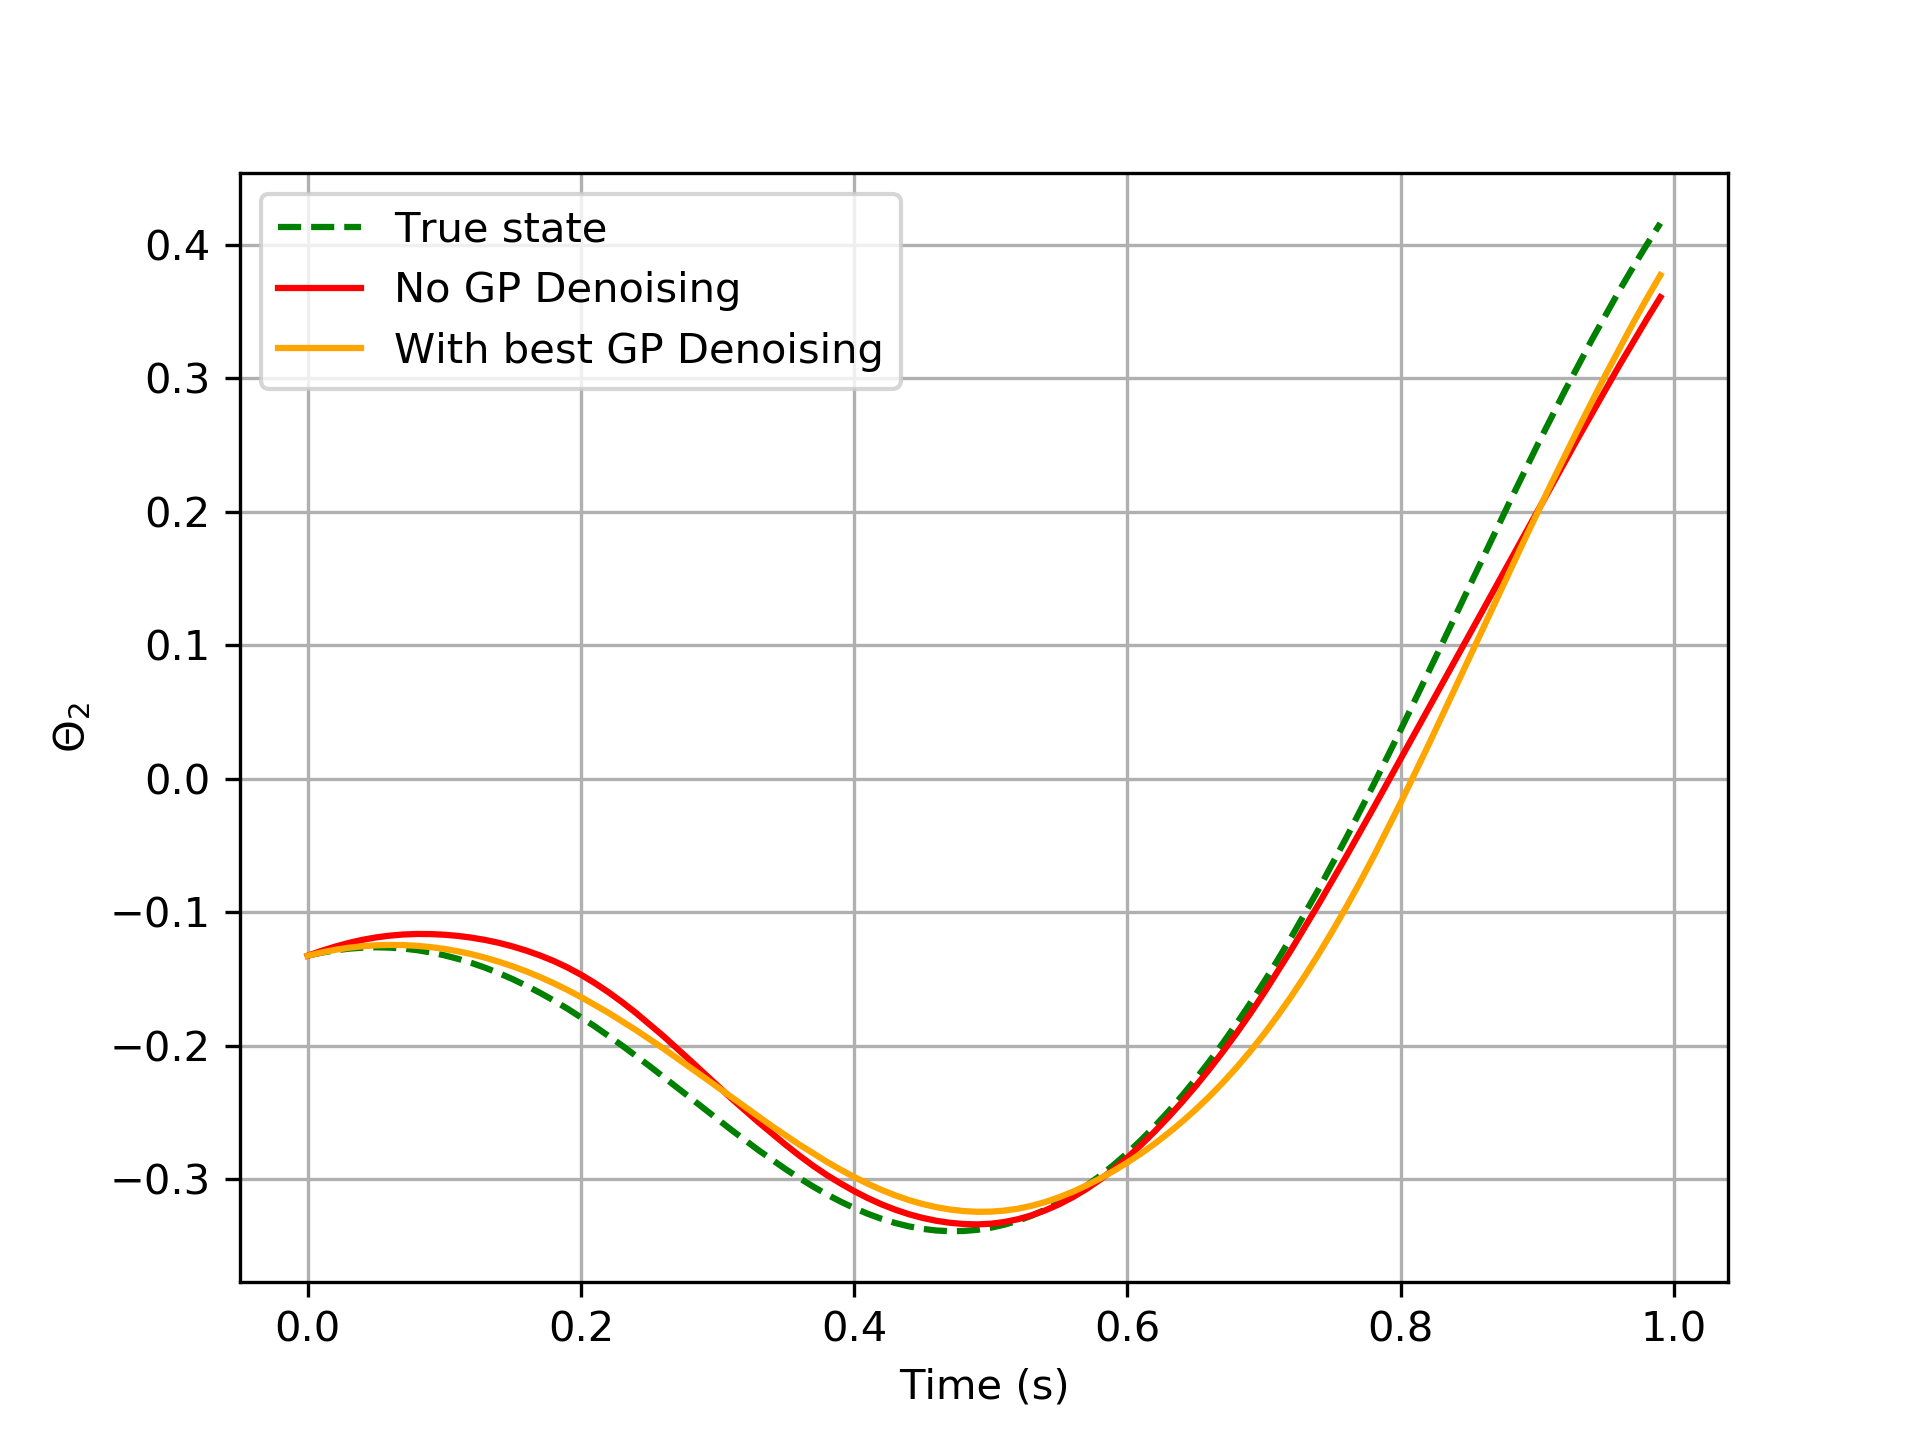 True state
No GP Denoising
With best GP Denoising
0.4
0.3
0.2
0.1
0.0
−0.1
−0.2
−0.3
Θ₂
0.0 0.2 0.4 0.6 0.8 1.0
Time (s)